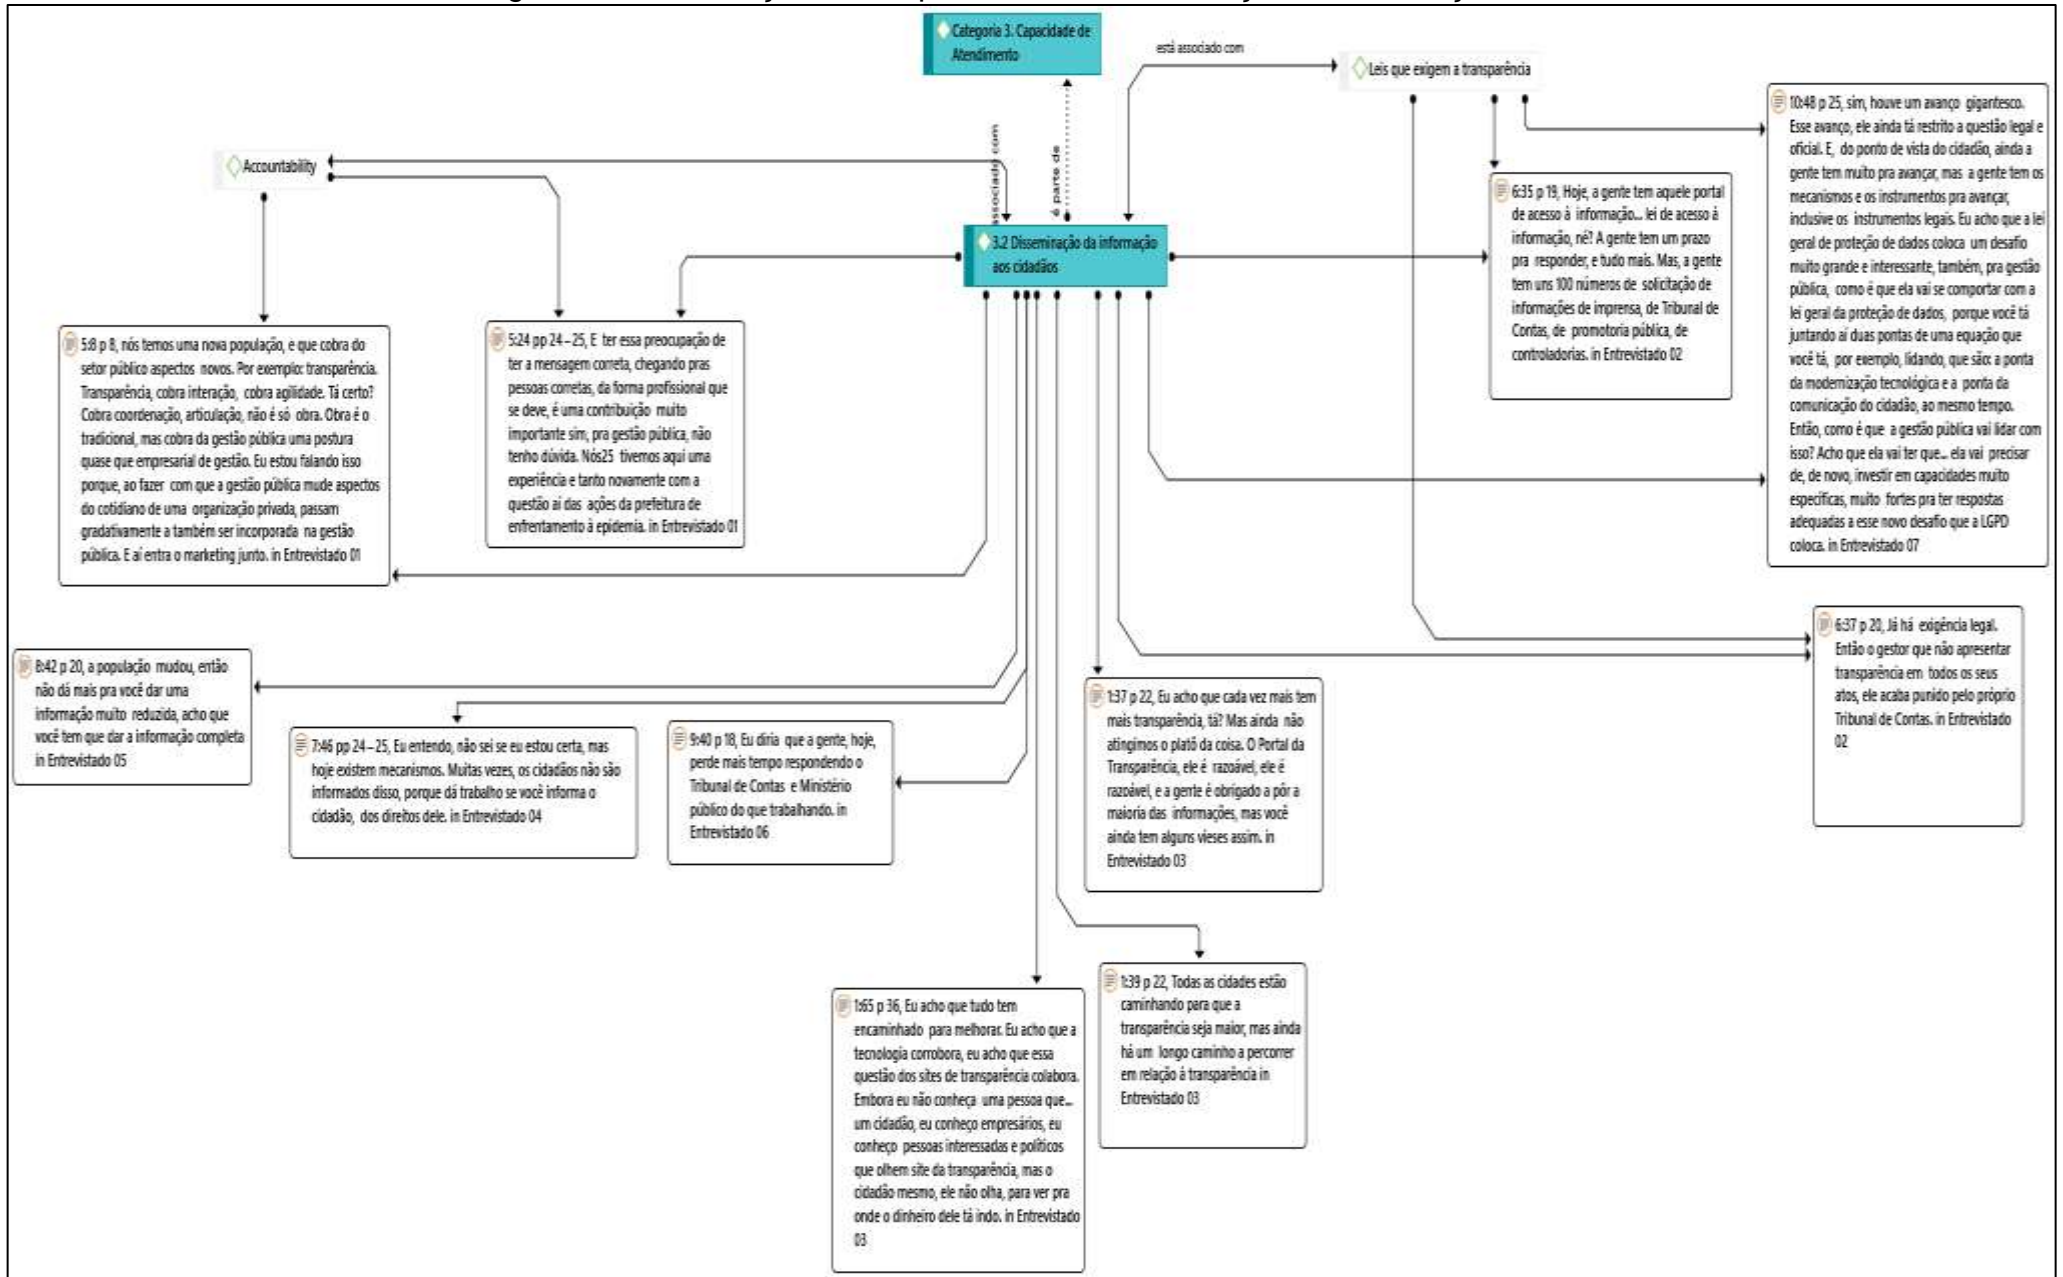 Categoria 3. Capacidade de
Atendimento
está associado com
Leis que exigem a transparência
Accountability
associado com
é parte de
3.2 Disseminação da informação
aos cidadãos
10:48 p 25, sim, houve um avanço gigantesco.
Esse avanço, ele ainda tá restrito a questão legal e
oficial. E, do ponto de vista do cidadão, ainda a
gente tem muito pra avançar, mas a gente tem os
mecanismos e os instrumentos pra avançar,
inclusive os instrumentos legais. Eu acho que a lei
geral de proteção de dados coloca um desafio
muito grande e interessante, também, pra gestão
pública, como é que ela vai se comportar com a
lei geral da proteção de dados, porque você tá
juntando aí duas pontas de uma equação que
você tá, por exemplo, lidando, que são: a ponta
da modernização tecnológica e a ponta da
comunicação do cidadão, ao mesmo tempo.
Então, como é que a gestão pública vai lidar com
isso? Acho que ela vai ter que... ela vai precisar
de, de novo, investir em capacidades muito
específicas, muito fortes pra ter respostas
adequadas a esse novo desafio que a LGPD
coloca. in Entrevistado 07
6:35 p 19, Hoje, a gente tem aquele portal
de acesso à informação... lei de acesso à
informação, né? A gente tem um prazo
pra responder, e tudo mais. Mas, a gente
tem uns 100 números de solicitação de
informações de imprensa, de Tribunal de
Contas, de promotoria pública, de
controladorias. in Entrevistado 02
5:8 p 8, nós temos uma nova população, e que cobra do
setor público aspectos novos. Por exemplo: transparência.
Transparência, cobra interação, cobra agilidade. Tá certo?
Cobra coordenação, articulação, não é só obra. Obra é o
tradicional, mas cobra da gestão pública uma postura
quase que empresarial de gestão. Eu estou falando isso
porque, ao fazer com que a gestão pública mude aspectos
do cotidiano de uma organização privada, passam
gradativamente a também ser incorporada na gestão
pública. E aí entra o marketing junto. in Entrevistado 01
5:24 pp 24 – 25, E ter essa preocupação de
ter a mensagem correta, chegando pras
pessoas corretas, da forma profissional que
se deve, é uma contribuição muito
importante sim, pra gestão pública, não
tenho dúvida. Nós25 tivemos aqui uma
experiência e tanto novamente com a
questão aí das ações da prefeitura de
enfrentamento à epidemia. in Entrevistado 01
6:37 p 20, Já há exigência legal.
Então o gestor que não apresentar
transparência em todos os seus
atos, ele acaba punido pelo próprio
Tribunal de Contas. in Entrevistado
02
8:42 p 20, a população mudou, então
não dá mais pra você dar uma
informação muito reduzida, acho que
você tem que dar a informação completa
in Entrevistado 05
7:46 pp 24 – 25, Eu entendo, não sei se eu estou certa, mas
hoje existem mecanismos. Muitas vezes, os cidadãos não são
informados disso, porque dá trabalho se você informa o
cidadão, dos direitos dele. in Entrevistado 04
9:40 p 18, Eu diria que a gente, hoje,
perde mais tempo respondendo o
Tribunal de Contas e Ministério
público do que trabalhando. in
Entrevistado 06
1:37 p 22, Eu acho que cada vez mais tem
mais transparência, tá? Mas ainda não
atingimos o platô da coisa. O Portal da
Transparência, ele é razoável, ele é
razoável, e a gente é obrigado a pôr a
maioria das informações, mas você
ainda tem alguns vieses assim. in
Entrevistado 03
1:65 p 36, Eu acho que tudo tem
encaminhado para melhorar. Eu acho que a
tecnologia corrobora, eu acho que essa
questão dos sites de transparência colabora.
Embora eu não conheça uma pessoa que...
um cidadão, eu conheço empresários, eu
conheço pessoas interessadas e políticos
que olhem site da transparência, mas o
cidadão mesmo, ele não olha, para ver pra
onde o dinheiro dele tá indo. in Entrevistado
03
1:39 p 22, Todas as cidades estão
caminhando para que a
transparência seja maior, mas ainda
há um longo caminho a percorrer
em relação à transparência in
Entrevistado 03